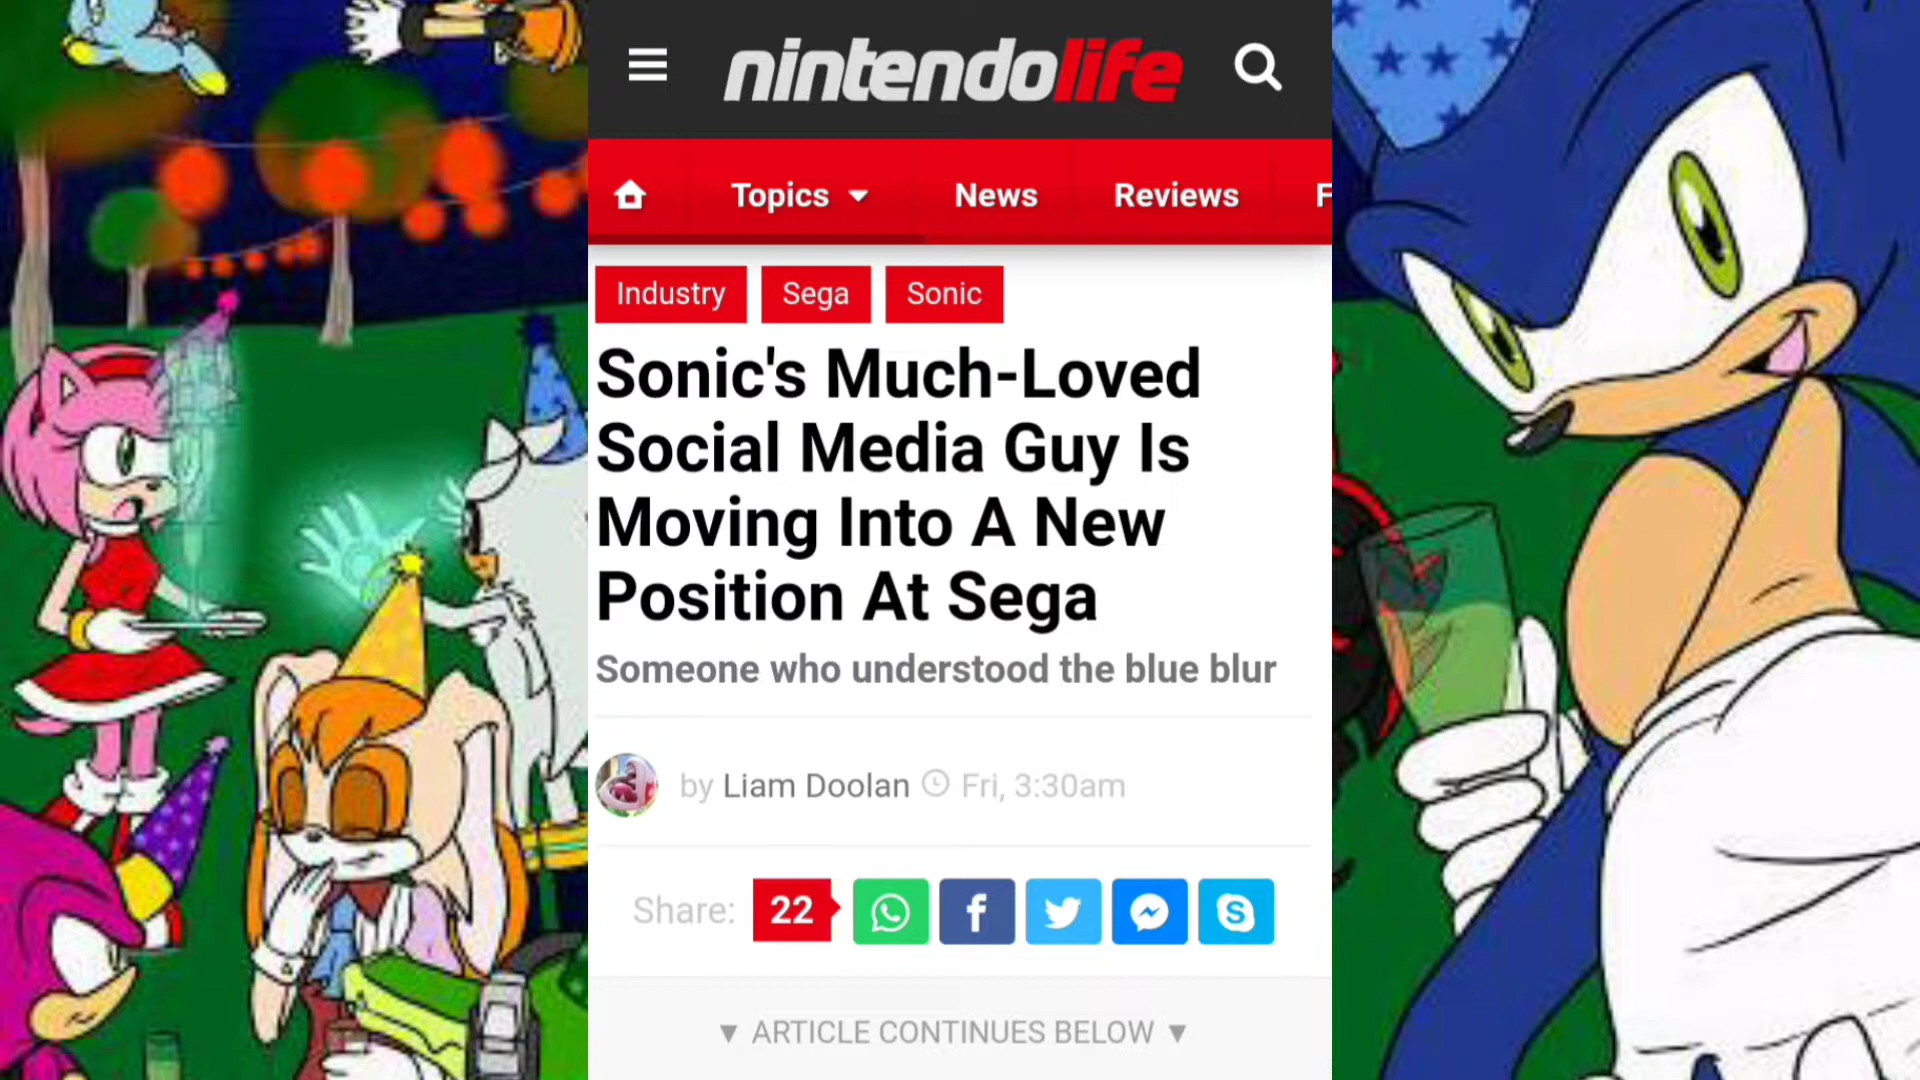 nintendolife
Topics News Reviews F
Industry Sega Sonic
Sonic's Much-Loved
Social Media Guy Is
Moving Into A New
Position At Sega
Someone who understood the blue blur
by Liam Doolan Fri, 3:30am
Share: 22
▼ ARTICLE CONTINUES BELOW ▼